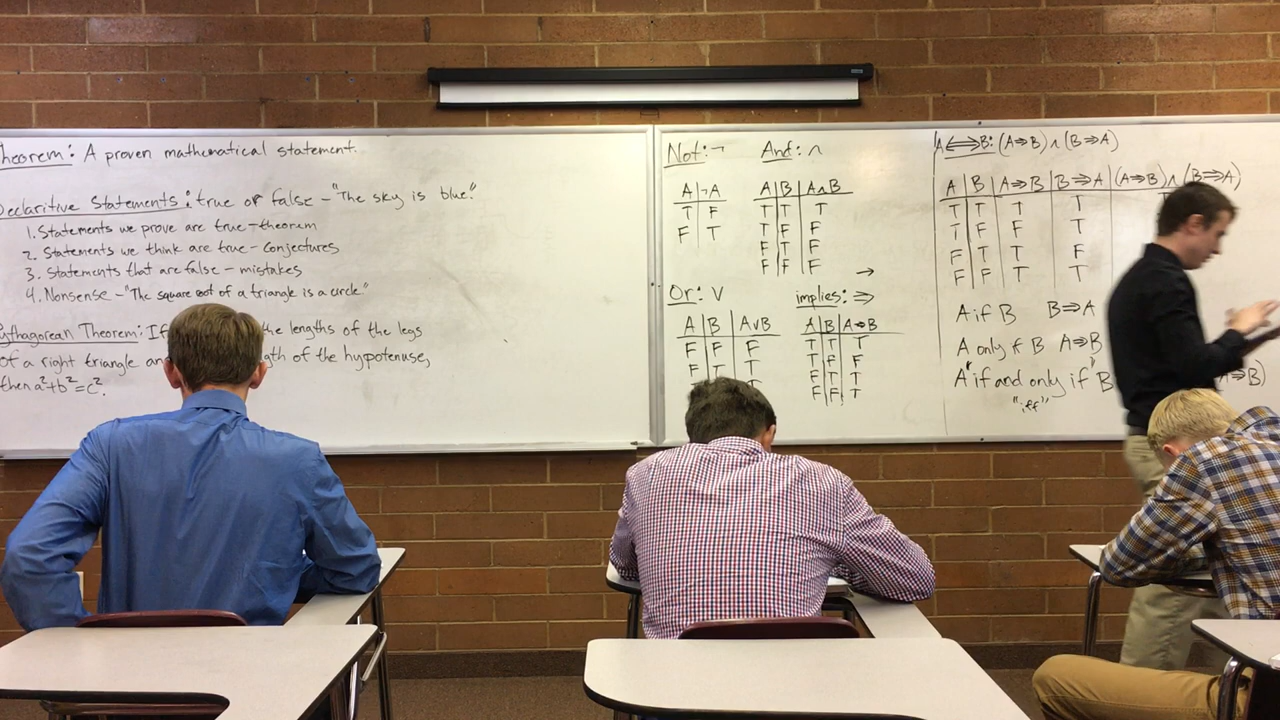 Theorem: A proven mathematical statement.
Declaritive Statements: true or false - "The sky is blue."
1. Statements we prove are true - theorum
2. Statements we think are true - conjectures
3. Statements that are false - mistakes
4. Nonsense - "The square root of a triangle is a circle"
Pythagorean Theorem: If the lengths of the legs
of a right triangle an of the hypotenuse,
then a²+b²=c².
Not: ¬
A ¬A
T F
F T
And: ∧
A B A∧B
T T T
T F F
F T F
F F F
Or: ∨
A B A∨B
F F F
F T T
implies: ⇒
→
A B A⇒B
T T T
T F F
F T T
F F T
A⟺B: (A⇒B)∧(B⇒A)
A B A⇒B B⇒A (A⇒B)∧(B⇒A)
T T T T
T F F T
F T T F
F F T T
A if B B⇒A
A only if B A⇒B
A if and only if B ⇒B)
"iff"